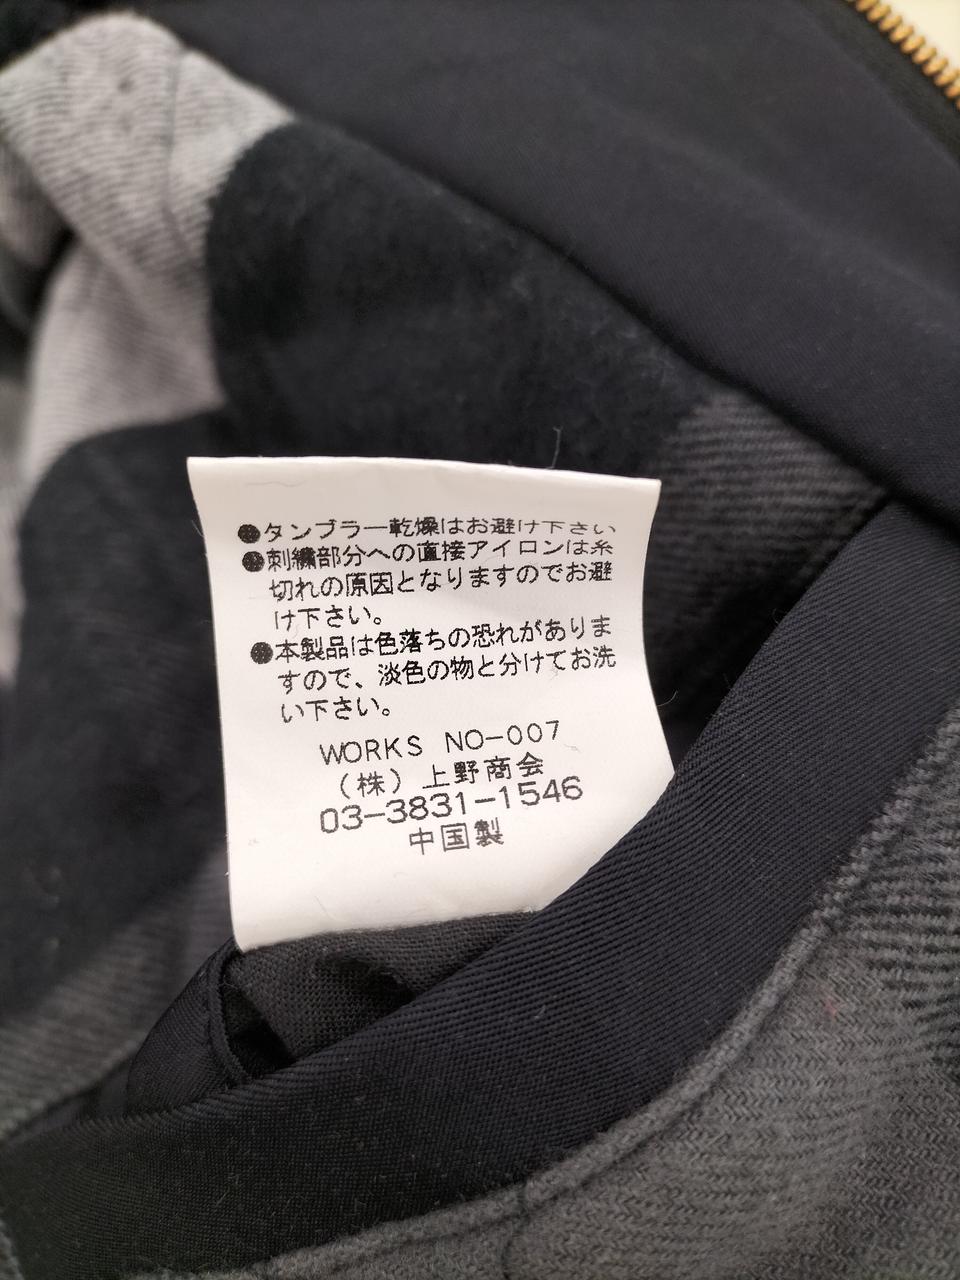 ●タンブラー乾燥はお避け下さい
●刺繍部分への直接アイロンは糸
切れの原因となりますのでお避
け下さい。
●本製品は色落ちの恐れがありま
すので、淡色の物と分けてお洗
い下さい。
WORKS NO-007
(株)上野商会
03-3831-1546
中国製